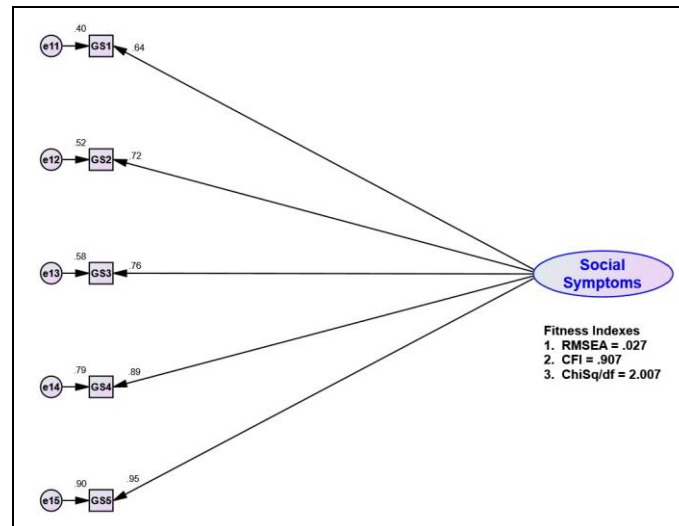 .40
e11 GS1 .64
.52
e12 GS2 .72
.58
e13 GS3 .76
Social
Symptoms
Fitness Indexes
1. RMSEA = .027
2. CFI = .907
3. ChiSq/df = 2.007
.79
e14 GS4 .89
.90
e15 GS5 .95